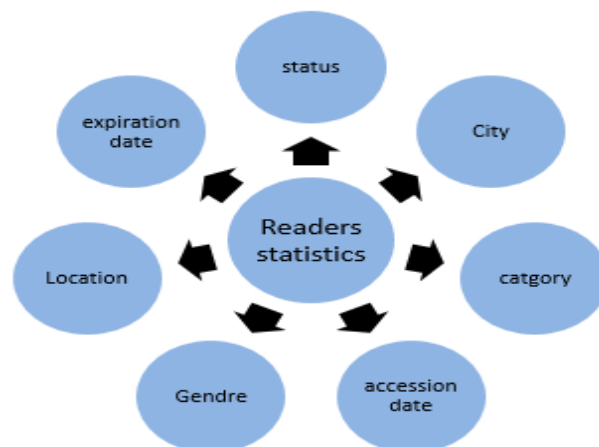 status
expiration
date
City
Readers
statistics
Location
catgory
Gendre
accession
date